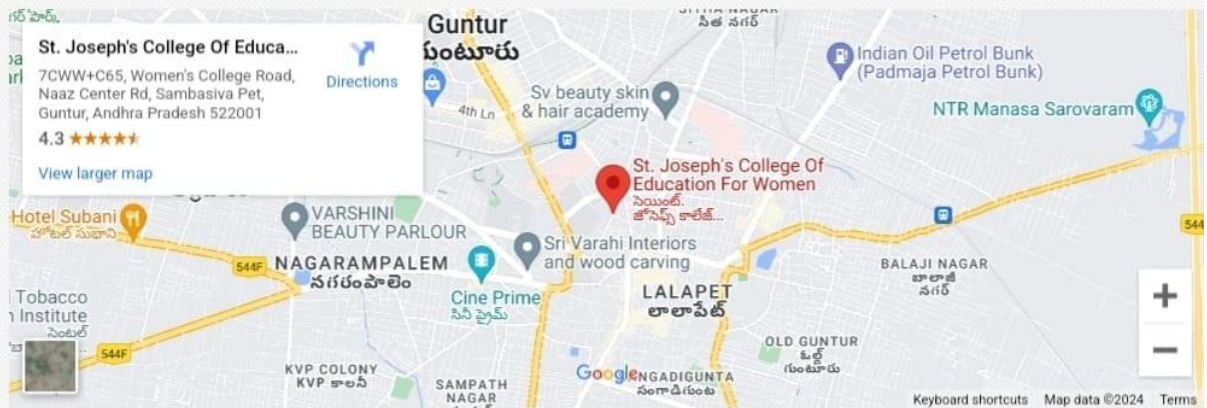 St. Joseph's College Of Educa...
7CWW+C65, Women's College Road,
Naaz Center Rd, Sambasiva Pet,
Guntur, Andhra Pradesh 522001
4.3
View larger map
Directions
Guntur
గుంటూరు
4th Ln
సీత నగర్
Sv beauty skin
& hair academy
Indian Oil Petrol Bunk
(Padmaja Petrol Bunk)
NTR Manasa Sarovaram
St. Joseph's College Of
Education For Women
సెయింట్.
జోసెఫ్స్ కాలేజ్...
Hotel Subani
హోటల్ సుభాని
VARSHINI
BEAUTY PARLOUR
544F
NAGARAMPALEM
నగరంపాలెం
Sri Varahi Interiors
and wood carving
Cine Prime
సినీ ప్రైమ్
LALAPET
లాలాపేట్
BALAJI NAGAR
బాలాజీ
నగర్
544
Tobacco
Institute
సెంటల్
544F
KVP COLONY
KVP కాలనీ
SAMPATH
NAGAR
OLD GUNTUR
ఓల్డ్
గుంటూరు
Google
NGADIGUNTA
సంగాడిగుంట
+
−
Keyboard shortcuts Map data ©2024 Terms